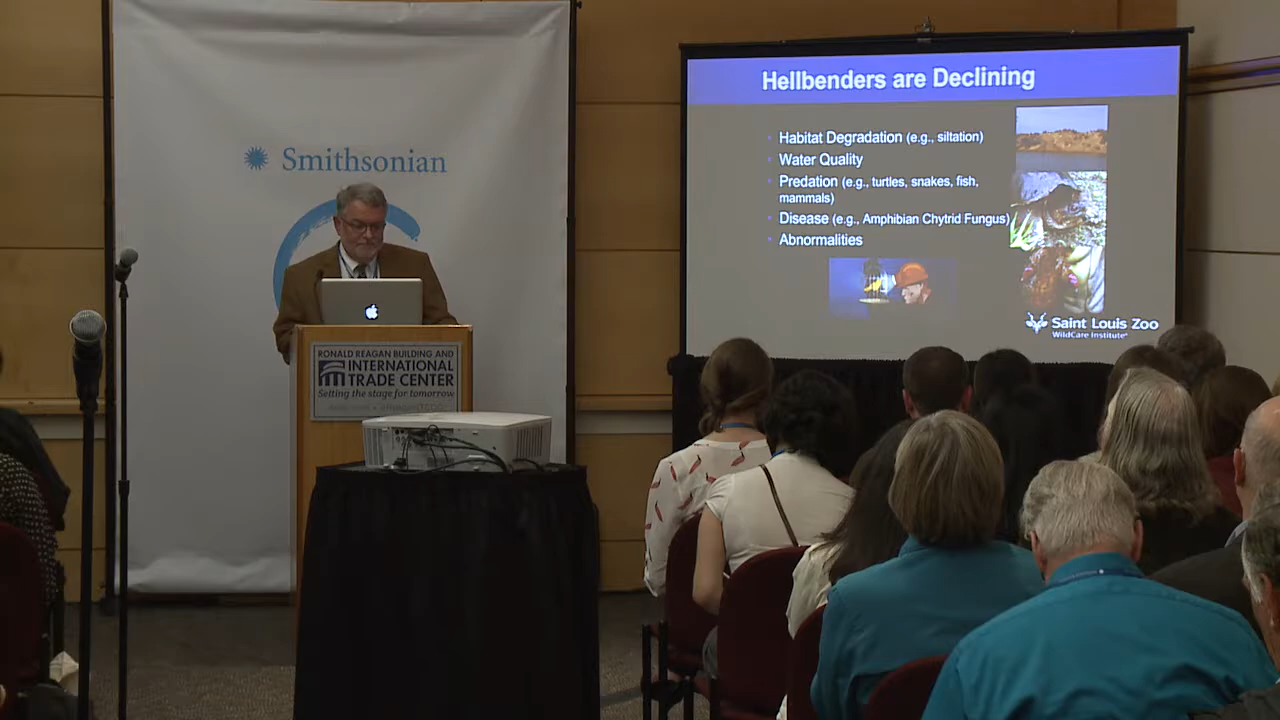 Smithsonian
RONALD REAGAN BUILDING AND
INTERNATIONAL
TRADE CENTER
Setting the stage for tomorrow
Hellbenders are Declining
• Habitat Degradation (e.g., siltation)
• Water Quality
• Predation (e.g., turtles, snakes, fish,
mammals)
• Disease (e.g., Amphibian Chytrid Fungus)
• Abnormalities
Saint Louis Zoo
WildCare Institute